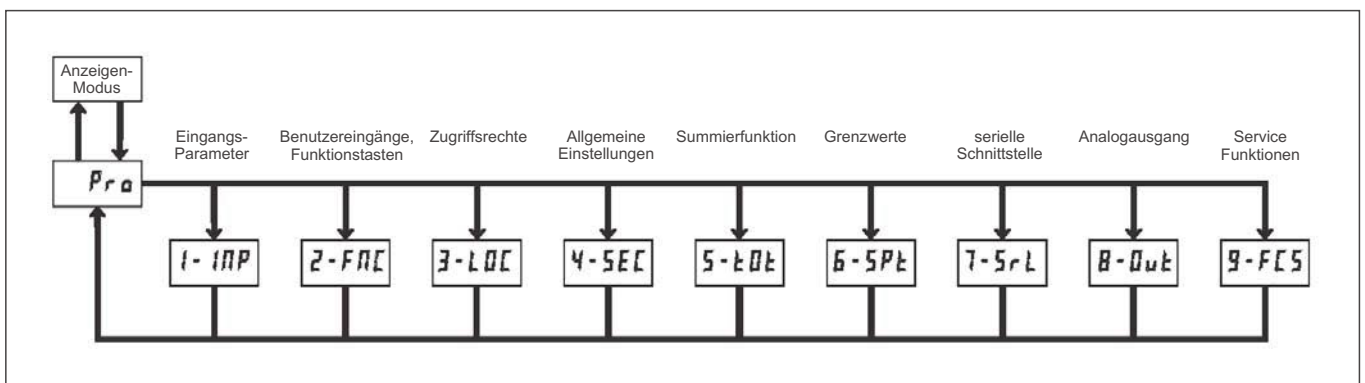 Anzeigen-
Modus
Eingangs-
Parameter
Benutzereingänge,
Funktionstasten
Zugriffsrechte
Allgemeine
Einstellungen
Summierfunktion
Grenzwerte
serielle
Schnittstelle
Analogausgang
Service
Funktionen
Pro
1-INP
2-FNC
3-LOC
4-SEC
5-tOt
6-SPt
7-SrL
8-Out
9-FCS